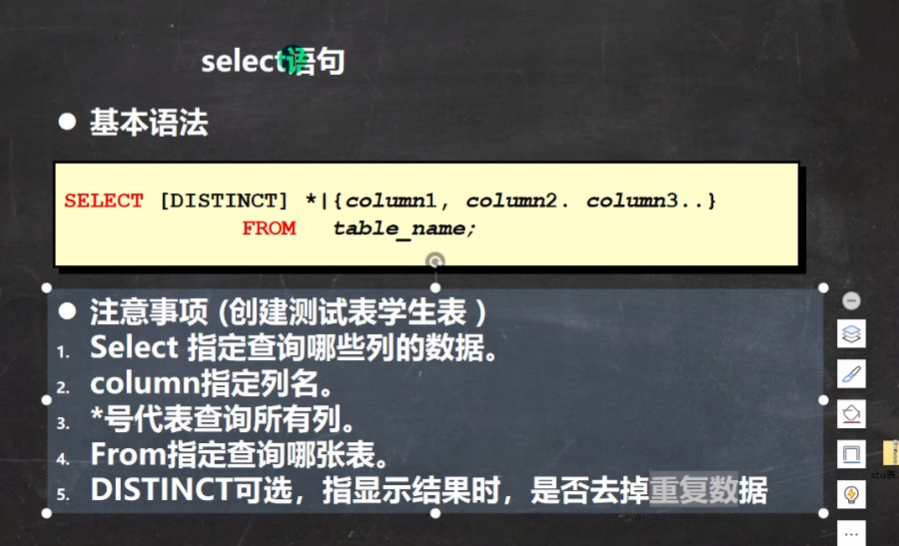 select语句
● 基本语法
SELECT [DISTINCT] *|{column1, column2. column3..}
FROM table_name;
● 注意事项 (创建测试表学生表 )
1. Select 指定查询哪些列的数据。
2. column指定列名。
3. *号代表查询所有列。
4. From指定查询哪张表。
5. DISTINCT可选，指显示结果时，是否去掉重复数据